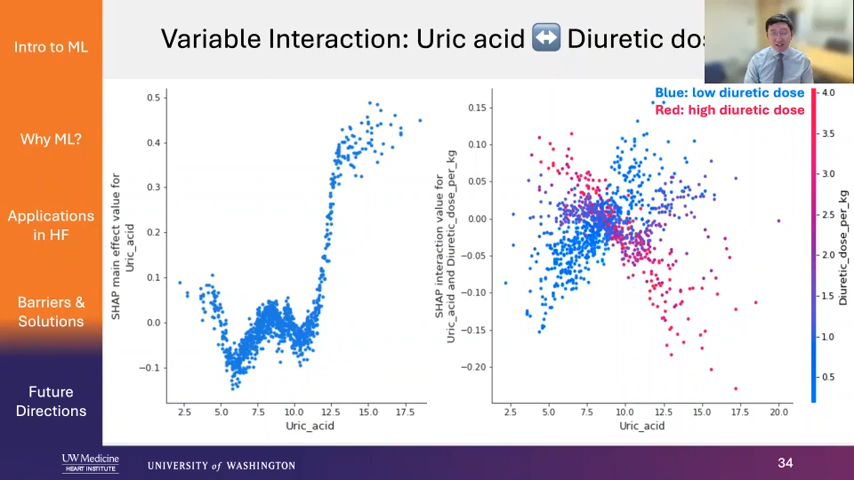 Intro to ML
Why ML?
Applications
in HF
Barriers &
Solutions
Future
Directions
Variable Interaction: Uric acid ↔ Diuretic
Blue: low diuretic dose
Red: high diuretic dose
SHAP main effect value for
Uric_acid
0.5
0.4
0.3
0.2
0.1
0.0
−0.1
2.5 5.0 7.5 10.0 12.5 15.0 17.5
Uric_acid
SHAP interaction value for
Uric_acid and Diuretic_dose_per_kg
0.15
0.10
0.05
0.00
−0.05
−0.10
−0.15
−0.20
2.5 5.0 7.5 10.0 12.5 15.0 17.5 20.0
Uric_acid
4.0
3.5
3.0
2.5
2.0
1.5
1.0
0.5
Diuretic_dose_per_kg
UW Medicine
HEART INSTITUTE
UNIVERSITY of WASHINGTON
34